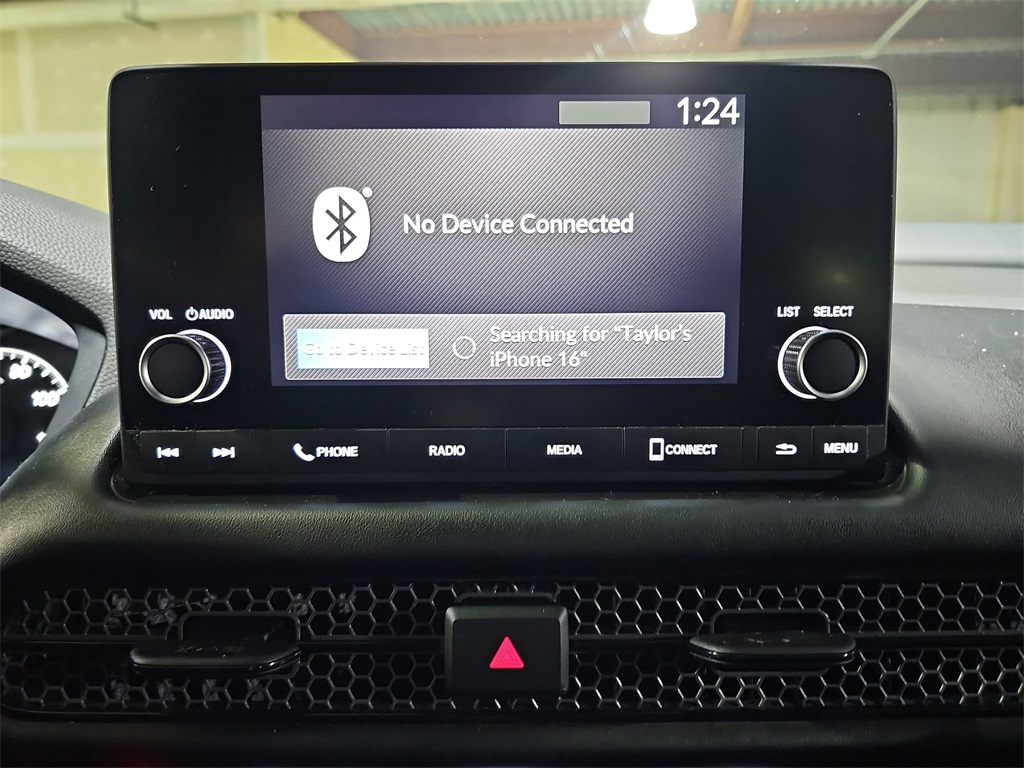 1:24
No Device Connected
Go to Device List
Searching for "Taylor's
iPhone 16"
VOL AUDIO
LIST SELECT
80
100
PHONE
RADIO
MEDIA
CONNECT
MENU